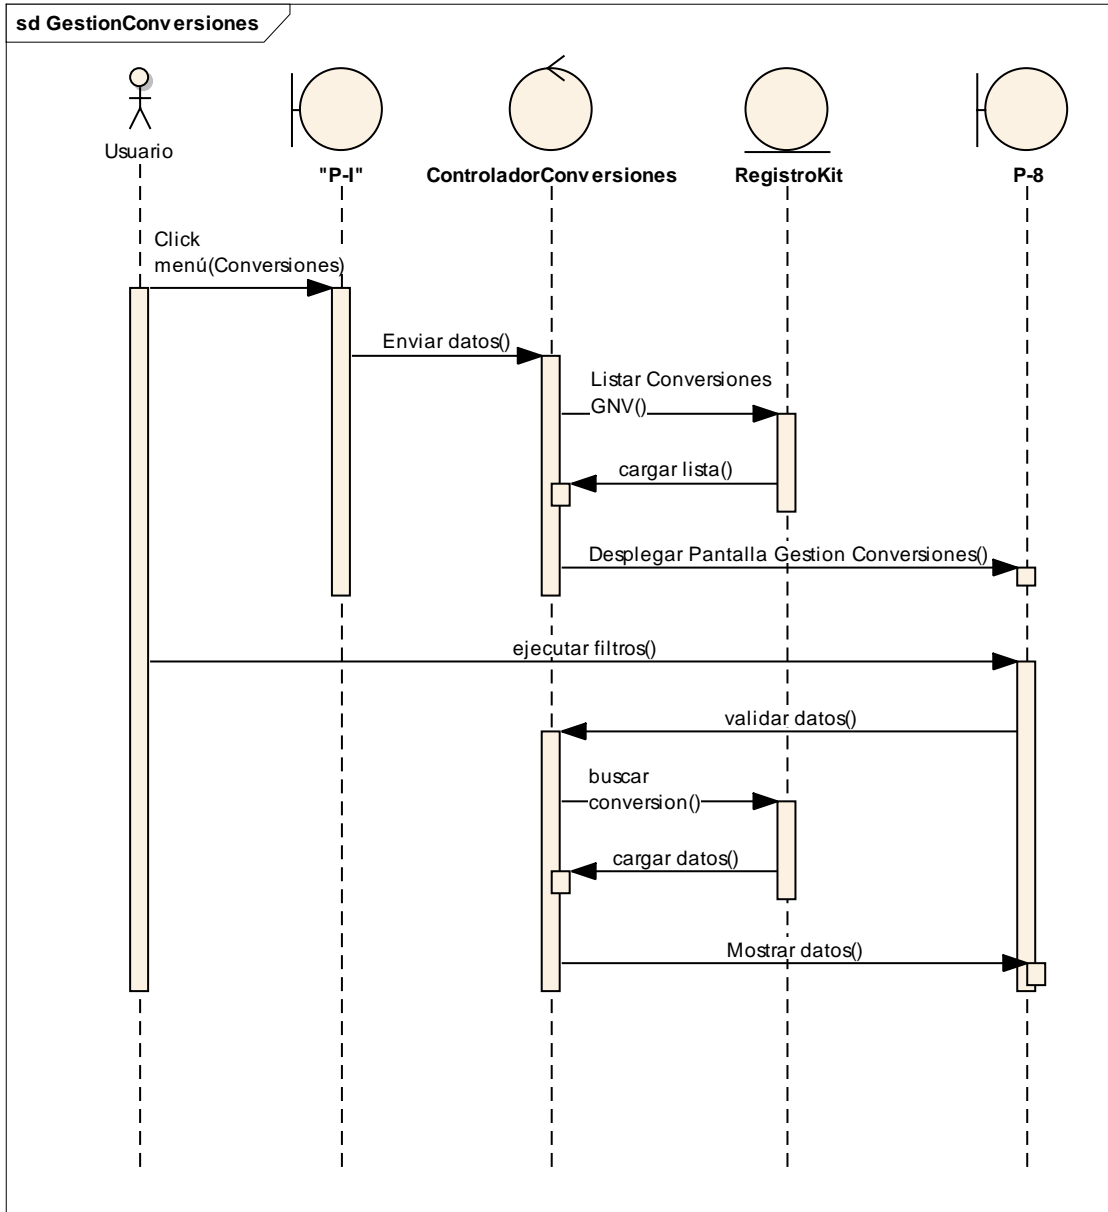 sd GestionConversiones
Usuario
"P-I"
ControladorConversiones
RegistroKit
P-8
Click
menú(Conversiones)
Enviar datos()
Listar Conversiones
GNV()
cargar lista()
Desplegar Pantalla Gestion Conversiones()
ejecutar filtros()
validar datos()
buscar
conversion()
cargar datos()
Mostrar datos()